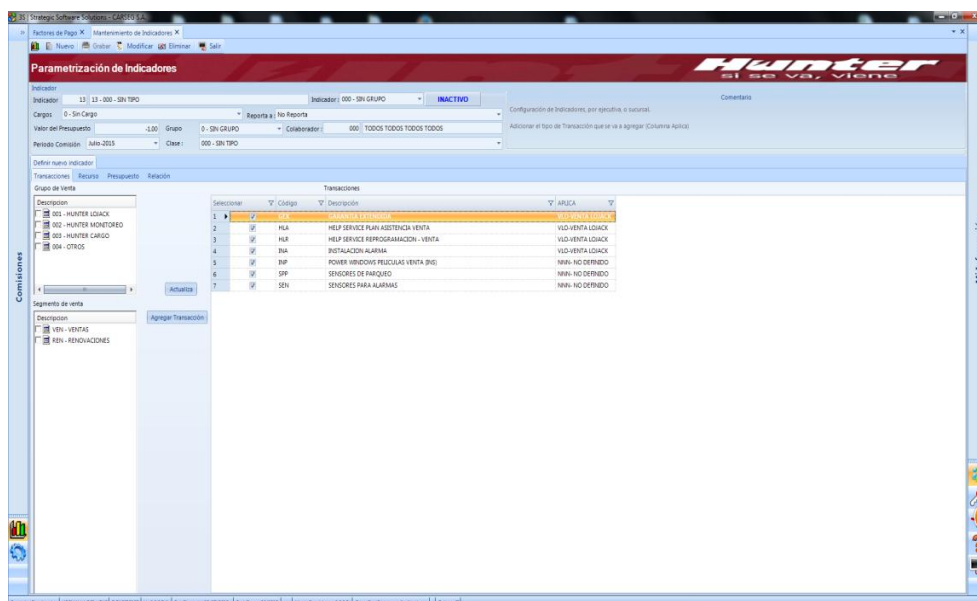 3S | Strategic Software Solutions - CARSEG S.A.
Factores de Pago X Mantenimiento de Indicadores X
Nuevo Grabar Modificar Eliminar Salir
Parametrización de Indicadores
Hunter
si se va, viene
Indicador
Indicador 13 13 - 000 - SIN TIPO Indicador : 000 - SIN GRUPO INACTIVO
Cargos 0 - Sin Cargo Reporta a : No Reporta
Valor del Presupuesto -1.00 Grupo 0 - SIN GRUPO Colaborador : 000 TODOS TODOS TODOS TODOS
Periodo Comisión Julio-2015 Clase : 000 - SIN TIPO
Comentario
Configuración de Indicadores, por ejecutiva, o sucursal.
Adicionar el tipo de Transacción que se va a agregar (Columna Aplica)
Definir nuevo indicador
Transacciones Recurso Presupuesto Relación
Grupo de Venta
Descripcion
001 - HUNTER LOJACK
002 - HUNTER MONITOREO
003 - HUNTER CARGO
004 - OTROS
Actualiza
Segmento de venta
Descripcion
VEN - VENTAS
REN - RENOVACIONES
Agregar Transacción
Transacciones
Seleccionar Código Descripción APLICA
1 GEX GARANTIA EXTENDIDA VLO-VENTA LOJACK
2 HLA HELP SERVICE PLAN ASISTENCIA VENTA VLO-VENTA LOJACK
3 HLR HELP SERVICE REPROGRAMACION - VENTA VLO-VENTA LOJACK
4 INA INSTALACION ALARMA VLO-VENTA LOJACK
5 INP POWER WINDOWS PELICULAS VENTA (INS) NNN- NO DEFINIDO
6 SPP SENSORES DE PARQUEO NNN- NO DEFINIDO
7 SEN SENSORES PARA ALARMAS NNN- NO DEFINIDO
Comisiones